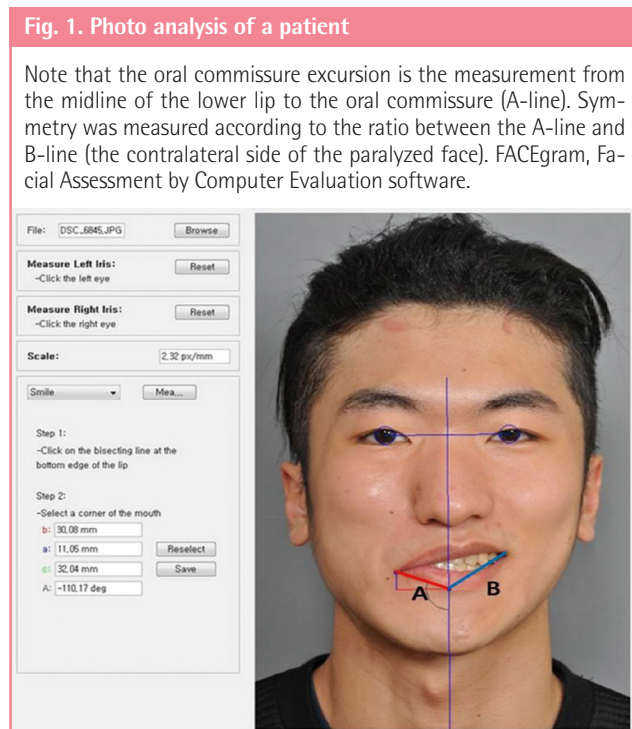 Fig. 1. Photo analysis of a patient
Note that the oral commissure excursion is the measurement from
the midline of the lower lip to the oral commissure (A-line). Sym-
metry was measured according to the ratio between the A-line and
B-line (the contralateral side of the paralyzed face). FACEgram, Fa-
cial Assessment by Computer Evaluation software.
File: DSC_6845.JPG Browse
Measure Left Iris: Reset
-Click the left eye
Measure Right Iris: Reset
-Click the right eye
Scale: 2,32 px/mm
Smile Mea...
Step 1:
-Click on the bisecting line at the
bottom edge of the lip
Step 2:
-Select a corner of the mouth
b: 30,08 mm
a: 11,05 mm Reselect
c: 32,04 mm Save
A: -110,17 deg
A
B